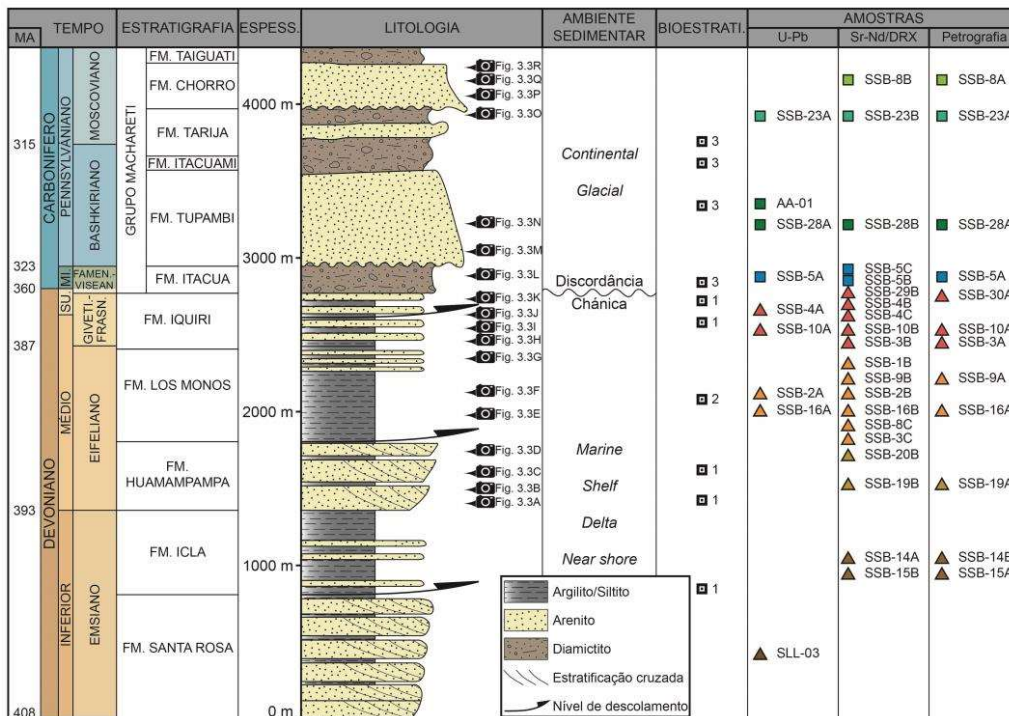 MA
TEMPO
ESTRATIGRAFIA
ESPESS.
LITOLOGIA
AMBIENTE
SEDIMENTAR
BIOESTRATI.
AMOSTRAS
U-Pb
Sr-Nd/DRX
Petrografia
315
323
360
387
393
408
CARBONIFERO
DEVONIANO
PENNSYLVANIANO
MI.
SU.
MÉDIO
INFERIOR
MOSCOVIANO
BASHKIRIANO
FAMEN.-
VISEAN
GIVETI-
FRASN.
EIFELIANO
EMSIANO
GRUPO MACHARETI
FM. TAIGUATI
FM. CHORRO
FM. TARIJA
FM. ITACUAMI
FM. TUPAMBI
FM. ITACUA
FM. IQUIRI
FM. LOS MONOS
FM.
HUAMAMPAMPA
FM. ICLA
FM. SANTA ROSA
4000 m
3000 m
2000 m
1000 m
0 m
Fig. 3.3R
Fig. 3.3Q
Fig. 3.3P
Fig. 3.3O
Fig. 3.3N
Fig. 3.3M
Fig. 3.3L
Fig. 3.3K
Fig. 3.3J
Fig. 3.3I
Fig. 3.3H
Fig. 3.3G
Fig. 3.3F
Fig. 3.3E
Fig. 3.3D
Fig. 3.3C
Fig. 3.3B
Fig. 3.3A
Continental
Glacial
Discordância
Chánica
Marine
Shelf
Delta
Near shore
3
3
3
3
1
1
2
1
1
1
SSB-23A
AA-01
SSB-28A
SSB-5A
SSB-4A
SSB-10A
SSB-2A
SSB-16A
SLL-03
SSB-8B
SSB-23B
SSB-28B
SSB-5C
SSB-5B
SSB-29B
SSB-4B
SSB-4C
SSB-10B
SSB-3B
SSB-1B
SSB-9B
SSB-2B
SSB-16B
SSB-8C
SSB-3C
SSB-20B
SSB-19B
SSB-14A
SSB-15B
SSB-8A
SSB-23A
SSB-28A
SSB-5A
SSB-30A
SSB-10A
SSB-3A
SSB-9A
SSB-16A
SSB-19A
SSB-14B
SSB-15A
Argilito/Siltito
Arenito
Diamictito
Estratificação cruzada
Nível de descolamento